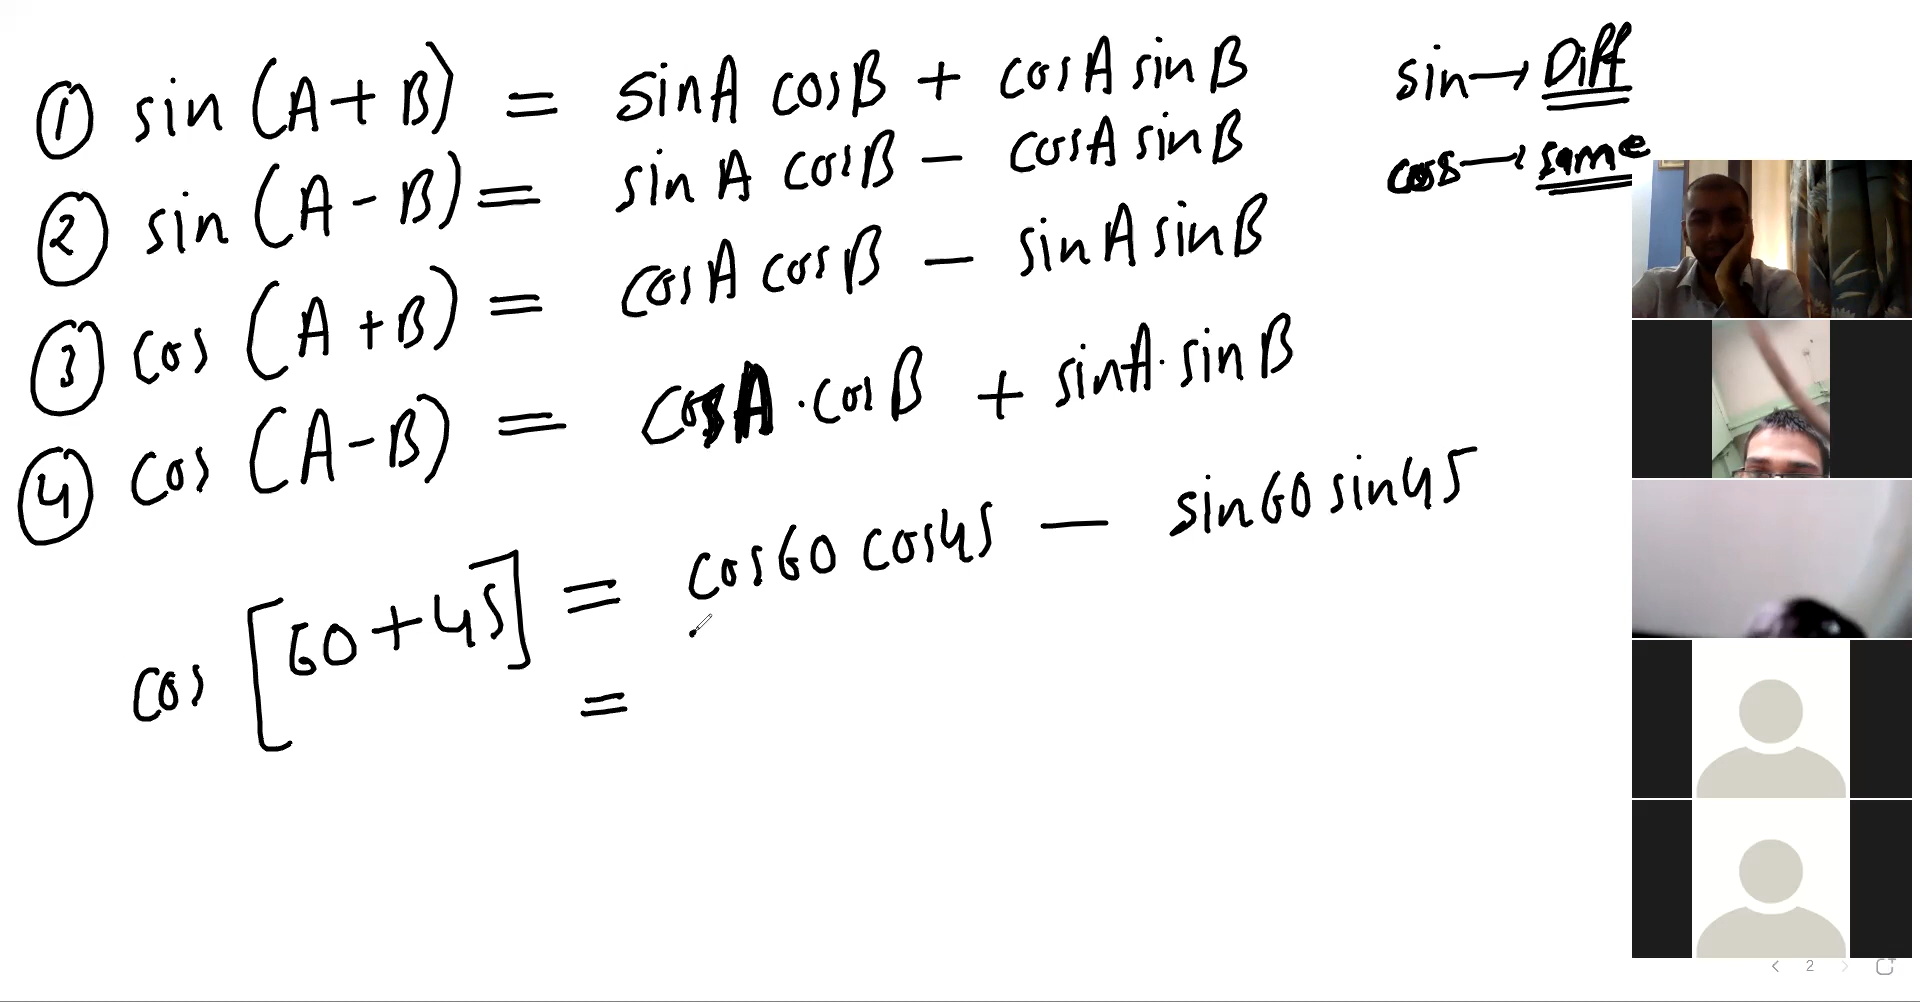 ① sin (A + B) = sinA cosB + cosA sinB
sin → Diff
② sin (A - B) = sinA cosB - cosA sinB
cos → same
③ cos (A + B) = cosA cosB - sinA sinB
④ cos (A - B) = cosA · cosB + sinA · sinB
cos [60 + 45] = cos60 cos45 - sin60 sin45
=
< 2 >